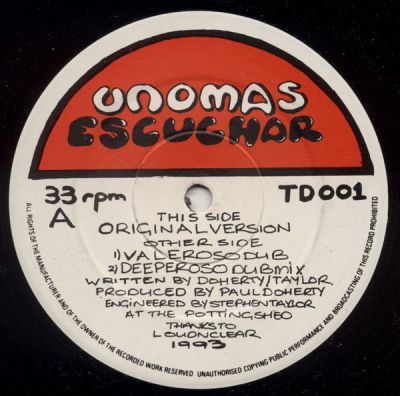 UNOMAS
ESCUCHAR
33 rpm
A
TD001
THIS SIDE
ORIGINAL VERSION
OTHER SIDE
1) VALEROSO DUB
2) DEEPEROSO DUB MIX
WRITTEN BY DOHERTY/TAYLOR
PRODUCED BY PAUL DOHERTY
ENGINEERED BY STEPHEN TAYLOR
AT THE POTTING SHED
THANKS TO
LOUDNCLEAR
1993
ALL RIGHTS OF THE MANUFACTURER AND OF THE OWNER OF THE RECORDED WORK RESERVED UNAUTHORISED COPYING PUBLIC PERFORMANCE AND BROADCASTING OF THIS RECORD PROHIBITED